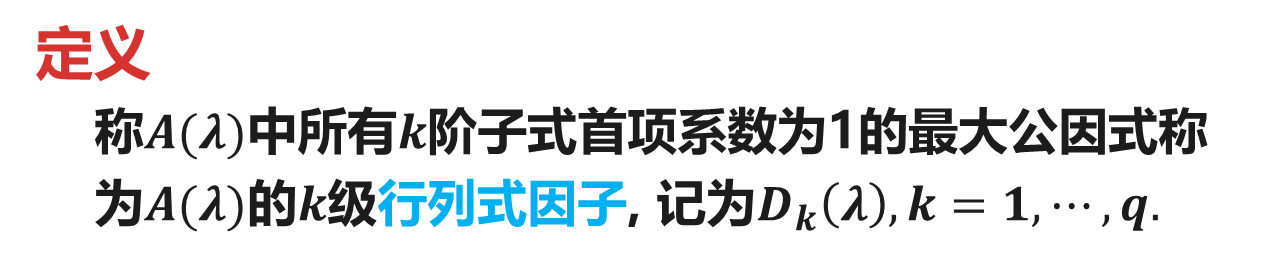 定义
称A(λ)中所有k阶子式首项系数为1的最大公因式称
为A(λ)的k级行列式因子, 记为Dₖ(λ), k = 1, ⋯, q.